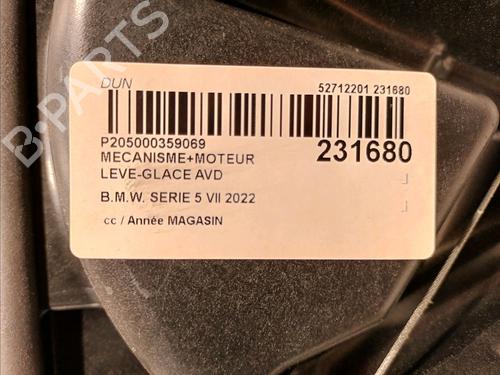 DUN
52712201 231680
P205000359069
231680
MECANISME+MOTEUR
LEVE-GLACE AVD
B.M.W. SERIE 5 VII 2022
cc / Année MAGASIN
B-PARTS